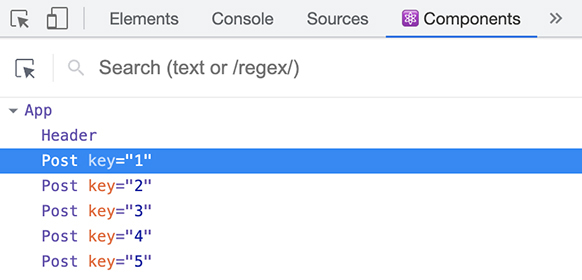 Elements Console Sources Components »
Search (text or /regex/)
App
Header
Post key="1"
Post key="2"
Post key="3"
Post key="4"
Post key="5"